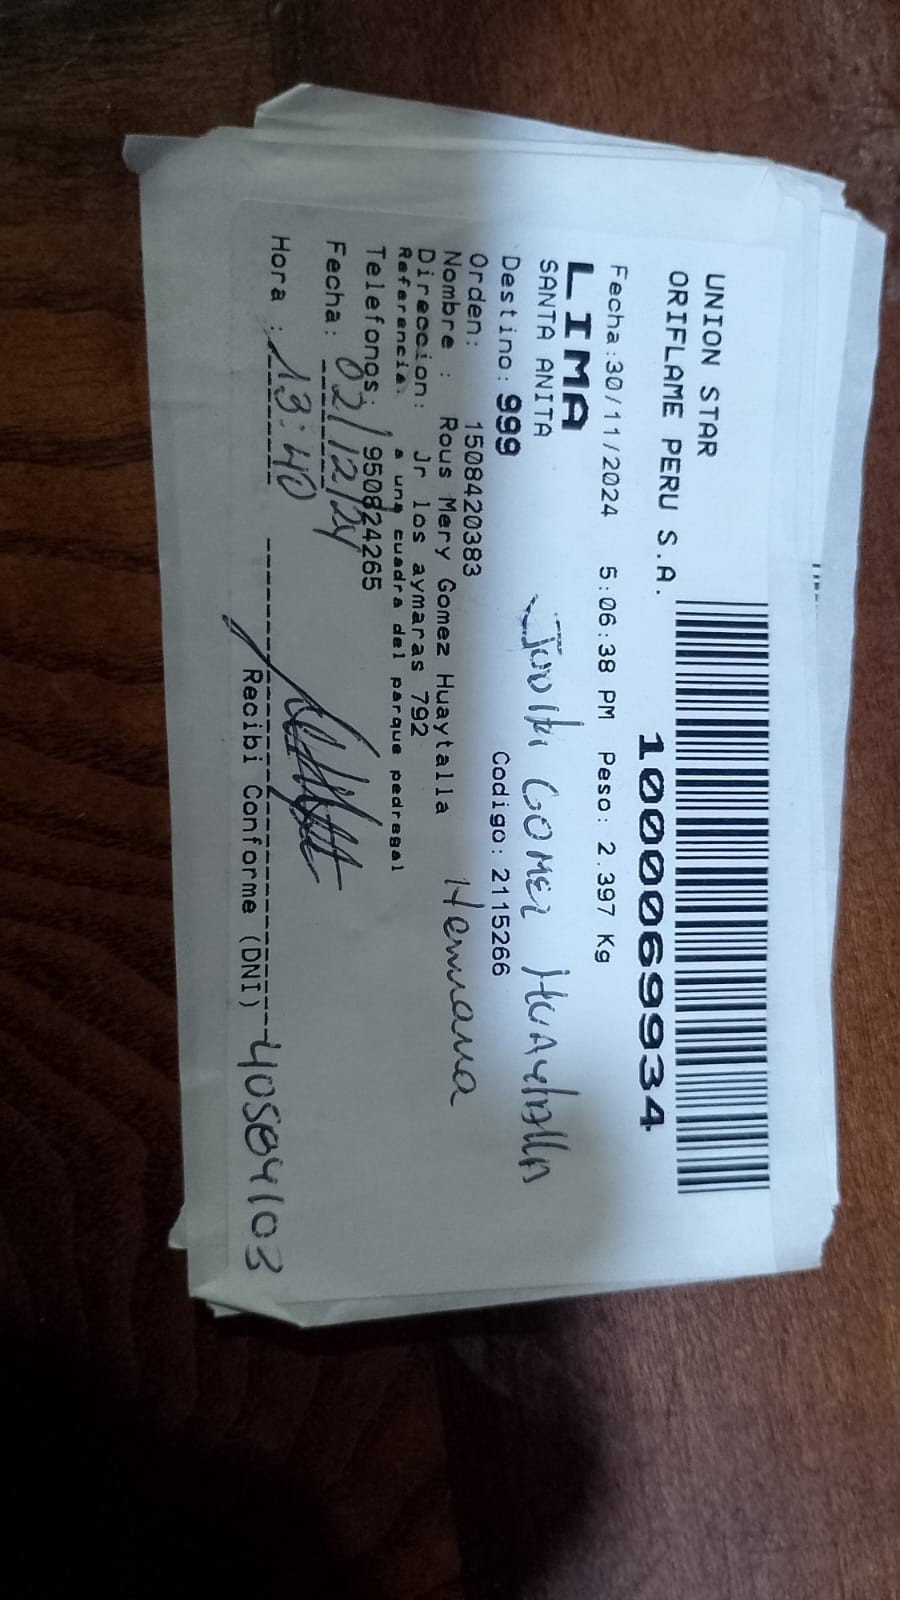 UNION STAR
ORIFLAME PERU S.A.
1000069934
Fecha:30/11/2024 5:06:38 PM Peso: 2.397 Kg
LIMA
SANTA ANITA
GOMEZ HUAytAllA
Destino:999 Codigo: 2115266
Orden: 1508420383
Nombre : Rous Mery Gomez Huaytalla
Hermana
Direccion: Jr los aymaras 792
Referencia a una cuadra del parque pedregal
Telefonos: 950824265
Fecha: 02/12/24
Hora : 13:40
Recibi Conforme (DNI) 40584103